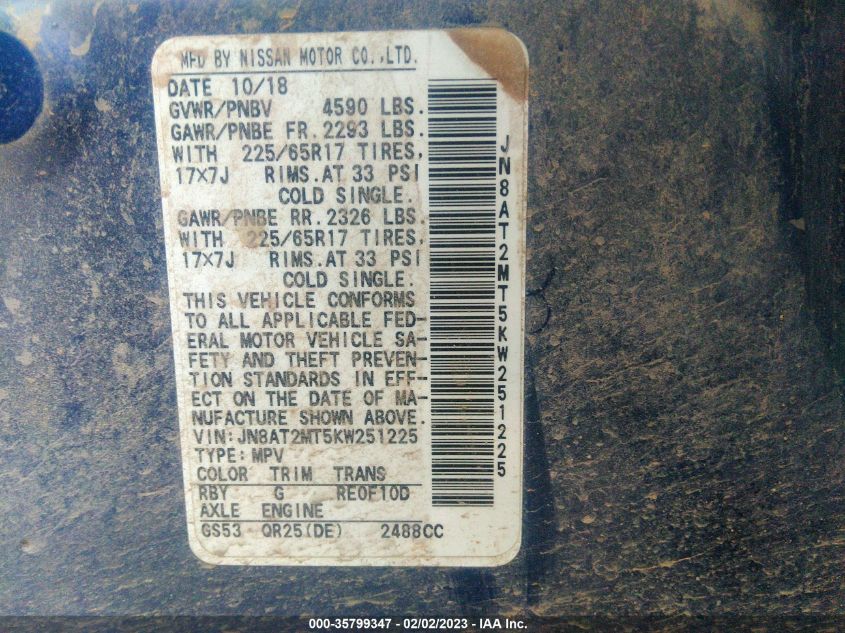 MFD BY NISSAN MOTOR CO.,LTD.
DATE 10/18
GVWR/PNBV 4590 LBS.
GAWR/PNBE FR.2293 LBS.
WITH 225/65R17 TIRES,
17×7J RIMS.AT 33 PSI
COLD SINGLE.
GAWR/PNBE RR.2326 LBS.
WITH 225/65R17 TIRES,
17×7J RIMS.AT 33 PSI
COLD SINGLE.
THIS VEHICLE CONFORMS
TO ALL APPLICABLE FED-
ERAL MOTOR VEHICLE SA-
FETY AND THEFT PREVEN-
TION STANDARDS IN EFF-
ECT ON THE DATE OF MA-
NUFACTURE SHOWN ABOVE.
VIN:JN8AT2MT5KW251225
TYPE:MPV
COLOR TRIM TRANS
RBY G RE0F10D
AXLE ENGINE
GS53 QR25(DE) 2488CC
JN8AT2MT5KW251225
000-35799347 — 02/02/2023 - IAA Inc.